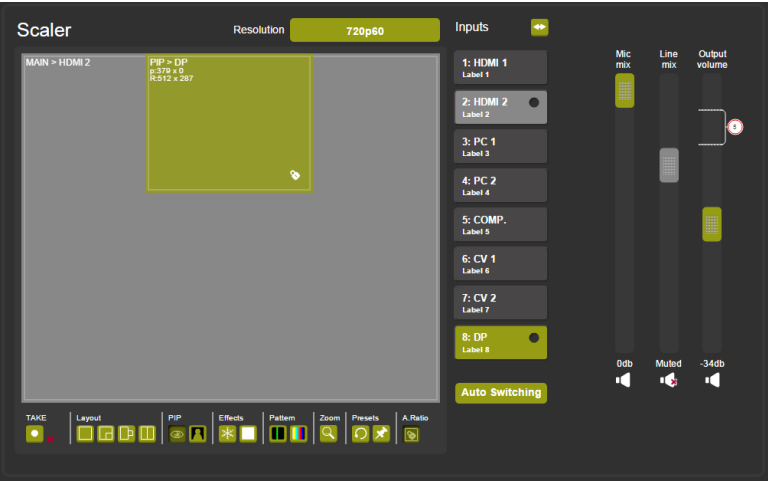 Scaler
Resolution
720p60
Inputs
MAIN > HDMI 2
PIP > DP
p:379 x 0
R:512 x 287
1: HDMI 1
Label 1
2: HDMI 2
Label 2
3: PC 1
Label 3
4: PC 2
Label 4
5: COMP.
Label 5
6: CV 1
Label 6
7: CV 2
Label 7
8: DP
Label 8
Auto Switching
Mic
mix
Line
mix
Output
volume
5
0db
Muted
-34db
TAKE
Layout
PIP
Effects
Pattern
Zoom
Presets
A.Ratio